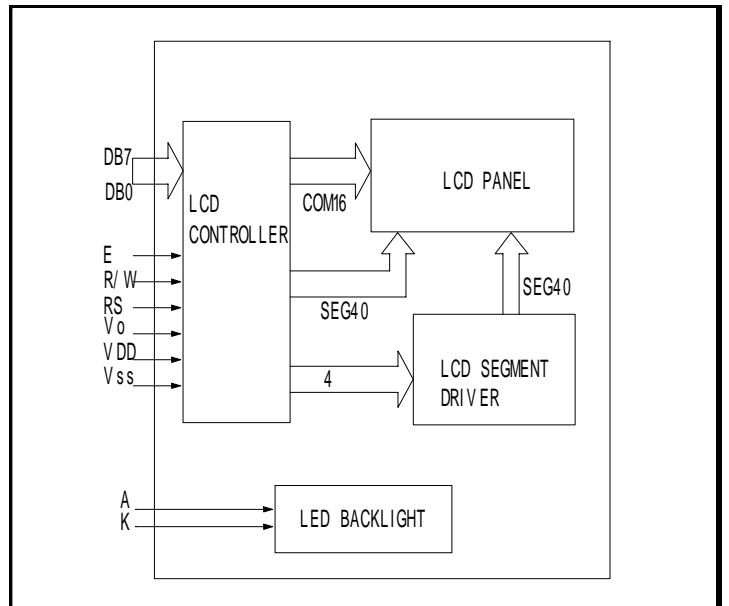 DB7
DB0
E
R/W
RS
Vo
VDD
Vss
A
K
LCD
CONTROLLER
COM16
SEG40
4
LCD PANEL
SEG40
LCD SEGMENT
DRIVER
LED BACKLIGHT